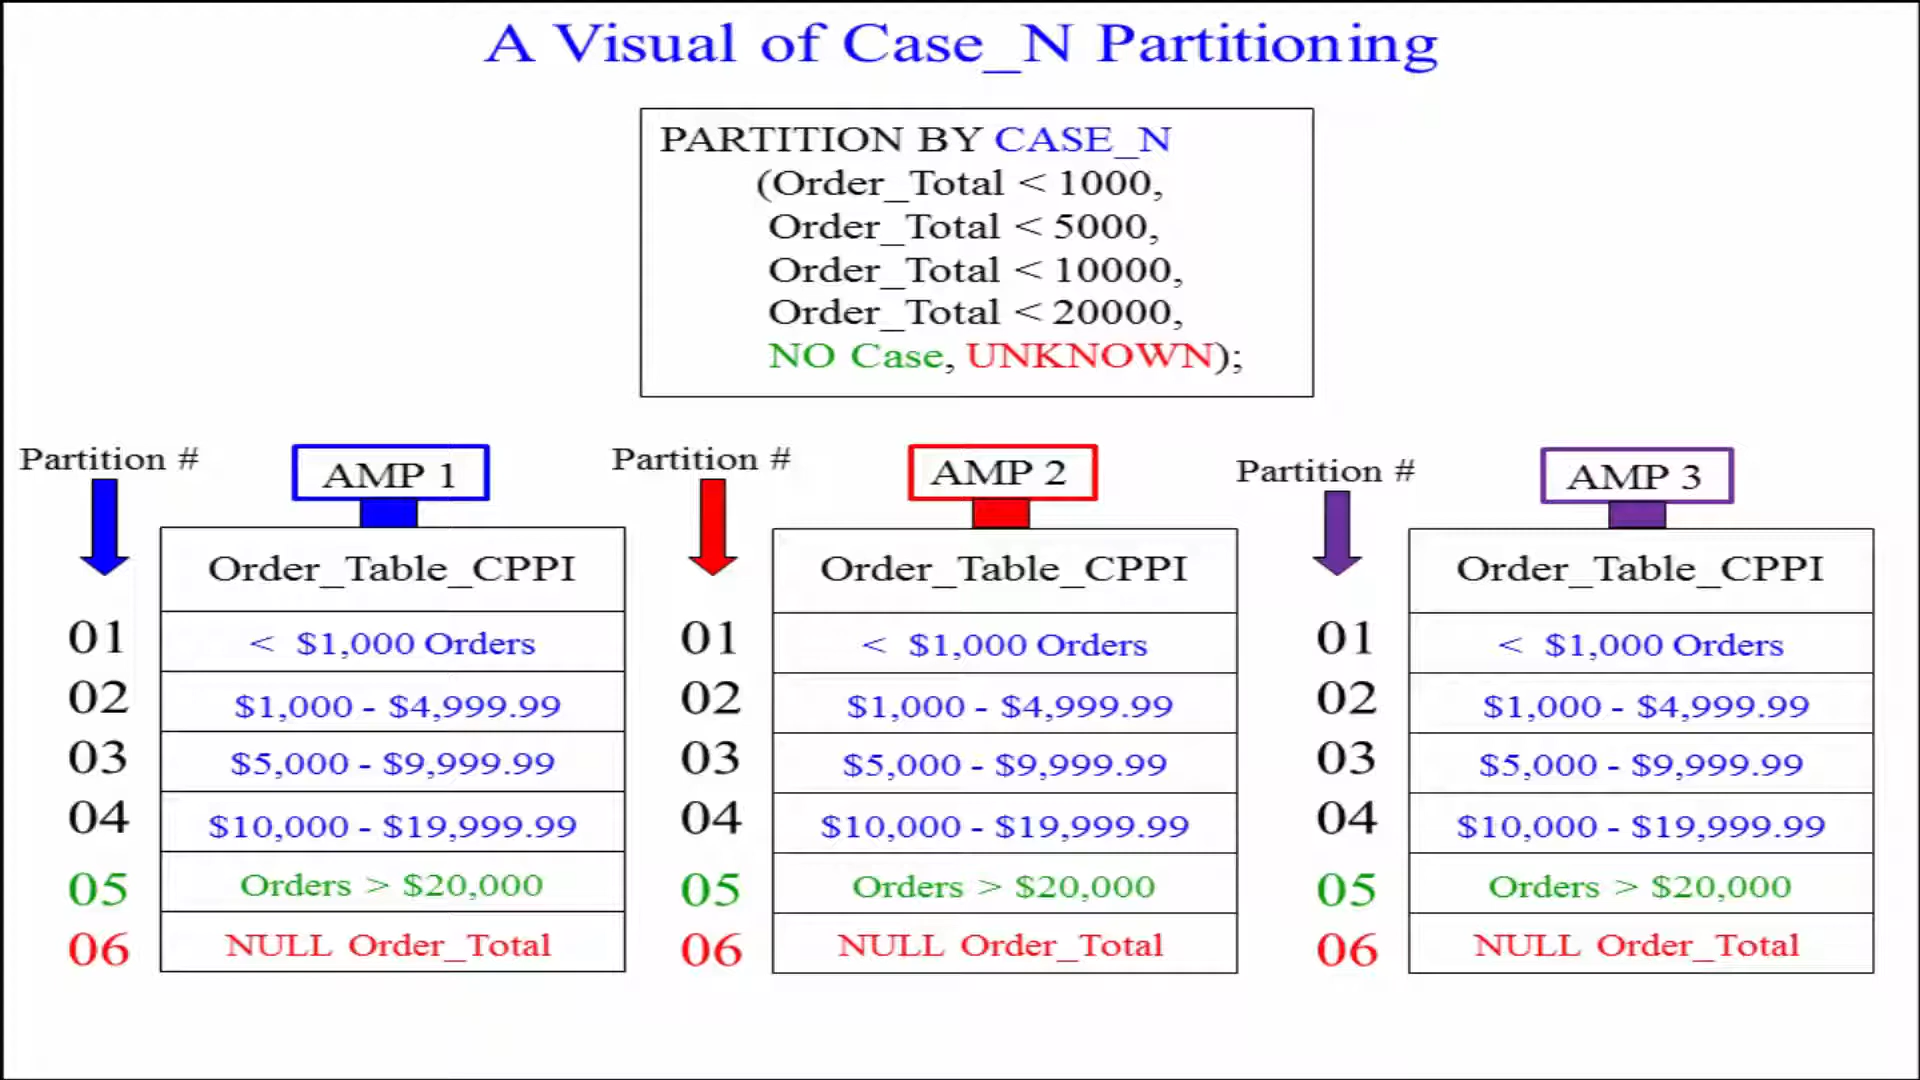 A Visual of Case_N Partitioning
PARTITION BY CASE_N
(Order_Total < 1000,
Order_Total < 5000,
Order_Total < 10000,
Order_Total < 20000,
NO Case, UNKNOWN);
Partition #
AMP 1
Order_Table_CPPI
01 < $1,000 Orders
02 $1,000 - $4,999.99
03 $5,000 - $9,999.99
04 $10,000 - $19,999.99
05 Orders > $20,000
06 NULL Order_Total
Partition #
AMP 2
Order_Table_CPPI
01 < $1,000 Orders
02 $1,000 - $4,999.99
03 $5,000 - $9,999.99
04 $10,000 - $19,999.99
05 Orders > $20,000
06 NULL Order_Total
Partition #
AMP 3
Order_Table_CPPI
01 < $1,000 Orders
02 $1,000 - $4,999.99
03 $5,000 - $9,999.99
04 $10,000 - $19,999.99
05 Orders > $20,000
06 NULL Order_Total